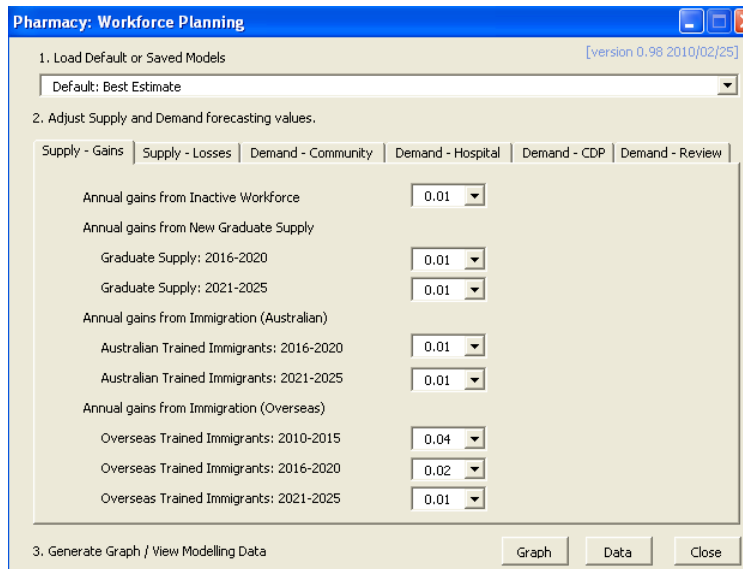 Pharmacy: Workforce Planning
1. Load Default or Saved Models [version 0.98 2010/02/25]
Default: Best Estimate
2. Adjust Supply and Demand forecasting values.
Supply - Gains Supply - Losses Demand - Community Demand - Hospital Demand - CDP Demand - Review
Annual gains from Inactive Workforce 0.01
Annual gains from New Graduate Supply
Graduate Supply: 2016-2020 0.01
Graduate Supply: 2021-2025 0.01
Annual gains from Immigration (Australian)
Australian Trained Immigrants: 2016-2020 0.01
Australian Trained Immigrants: 2021-2025 0.01
Annual gains from Immigration (Overseas)
Overseas Trained Immigrants: 2010-2015 0.04
Overseas Trained Immigrants: 2016-2020 0.02
Overseas Trained Immigrants: 2021-2025 0.01
3. Generate Graph / View Modelling Data Graph Data Close